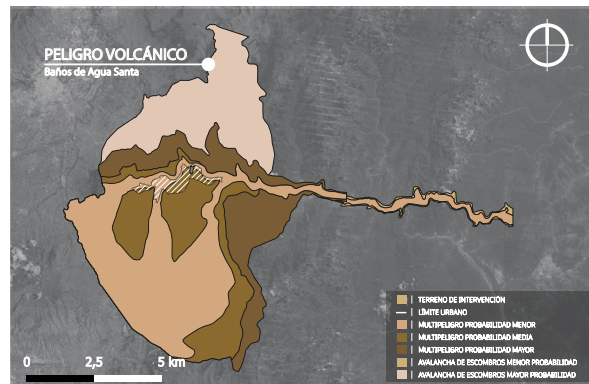 PELIGRO VOLCÁNICO
Baños de Agua Santa
TERRENO DE INTERVENCIÓN
LÍMITE URBANO
MULTIPELIGRO PROBABILIDAD MENOR
MULTIPELIGRO PROBABILIDAD MEDIA
MULTIPELIGRO PROBABILIDAD MAYOR
AVALANCHA DE ESCOMBROS MENOR PROBABILIDAD
AVALANCHA DE ESCOMBROS MAYOR PROBABILIDAD
0 2,5 5 km